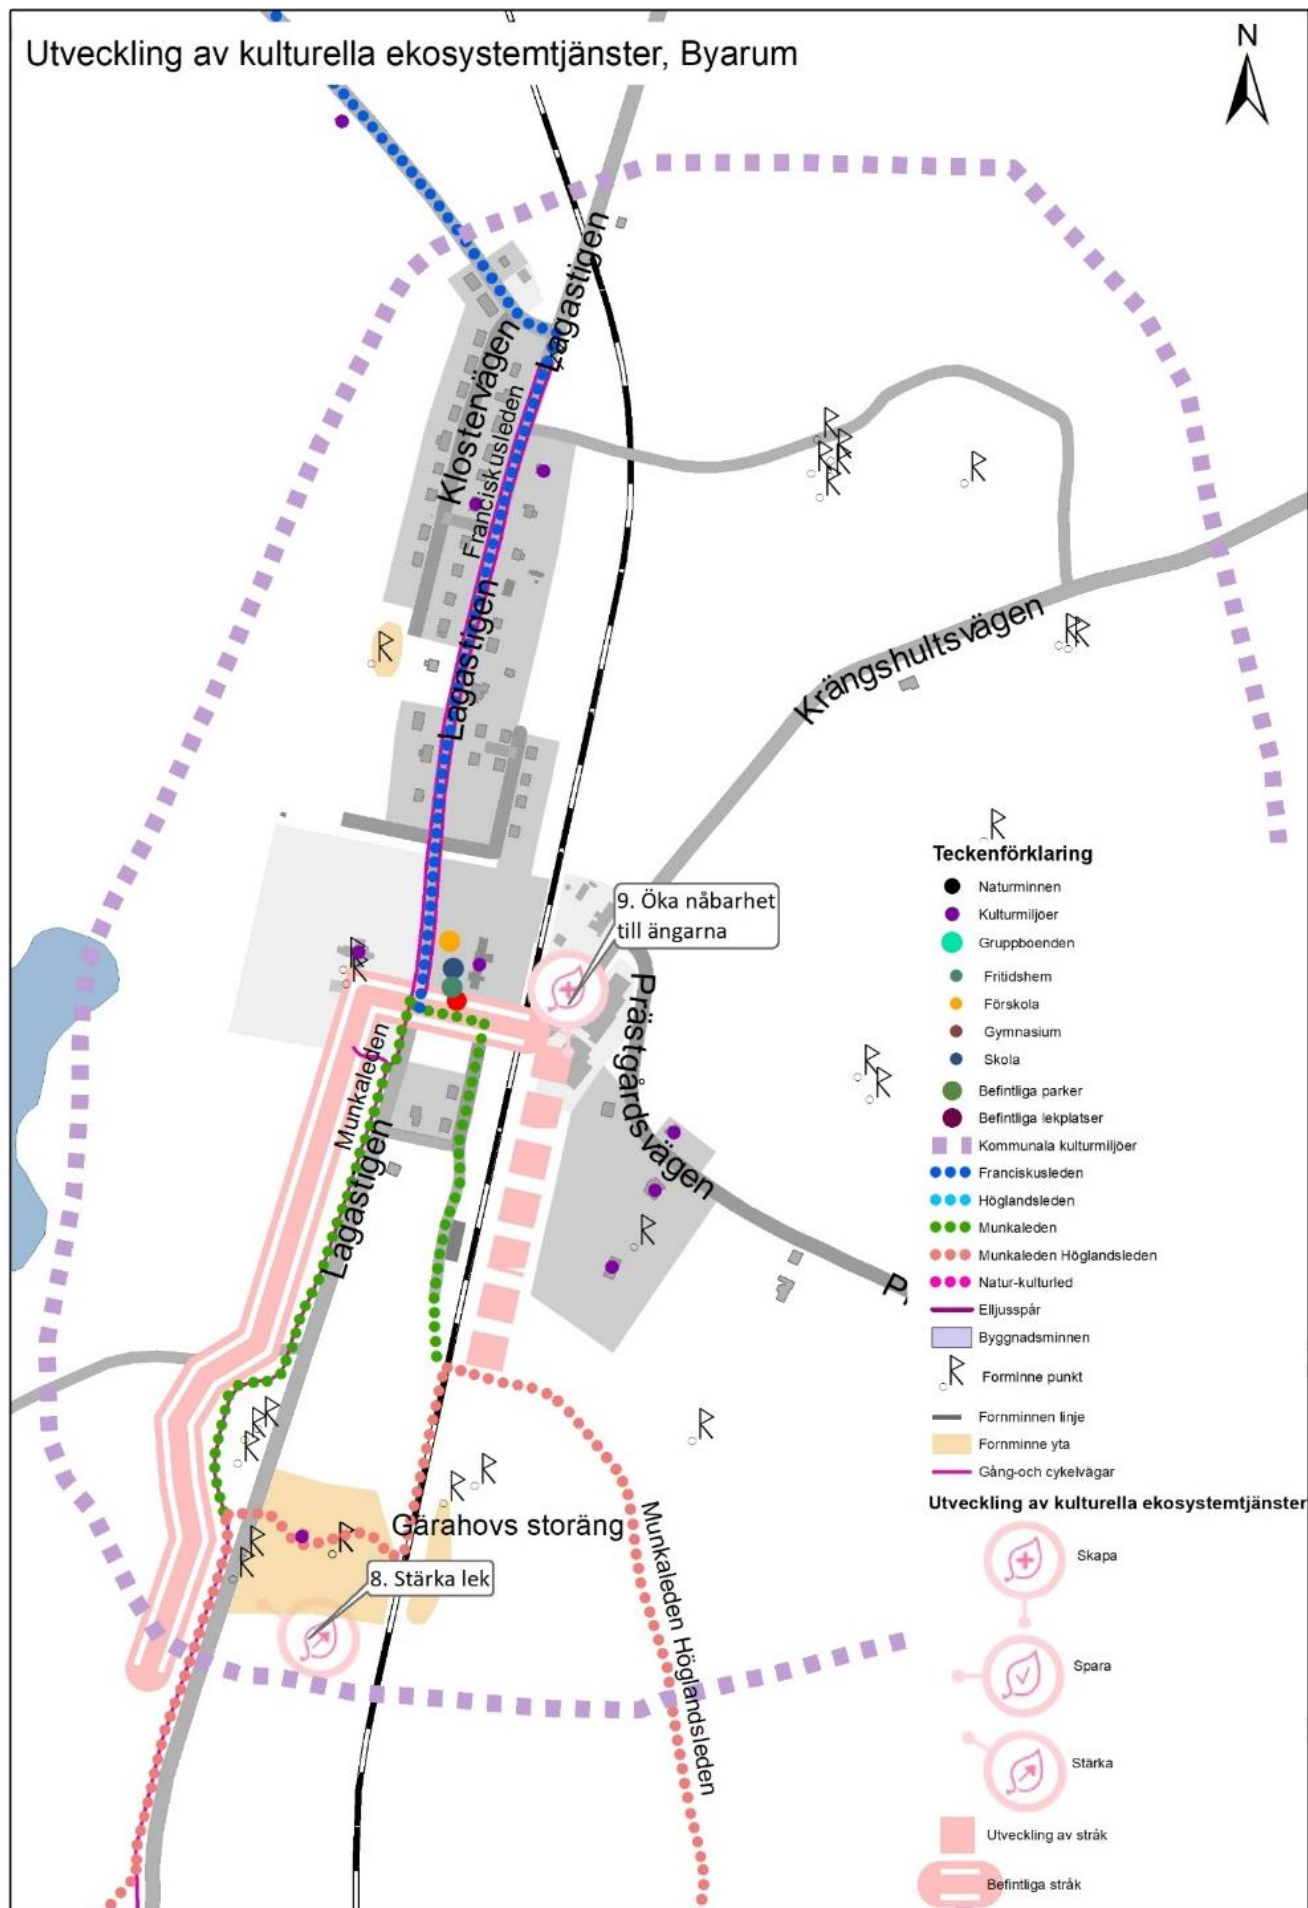 Utveckling av kulturella ekosystemtjänster, Byarum
N
Lagastigen
Klostervägen
Franciskusleden
Lagastigen
Krängshultsvägen
9. Öka nåbarhet
till ängarna
Prästgårdsvägen
Munkaleden
Lagastigen
P
Gärahovs storäng
8. Stärka lek
Munkaleden Höglandsleden
Teckenförklaring
Naturminnen
Kulturmiljöer
Gruppboenden
Fritidshem
Förskola
Gymnasium
Skola
Befintliga parker
Befintliga lekplatser
Kommunala kulturmiljöer
Franciskusleden
Höglandsleden
Munkaleden
Munkaleden Höglandsleden
Natur-kulturled
Elljusspår
Byggnadsminnen
Forminne punkt
Fornminnen linje
Fornminne yta
Gång-och cykelvägar
Utveckling av kulturella ekosystemtjänster
Skapa
Spara
Stärka
Utveckling av stråk
Befintliga stråk